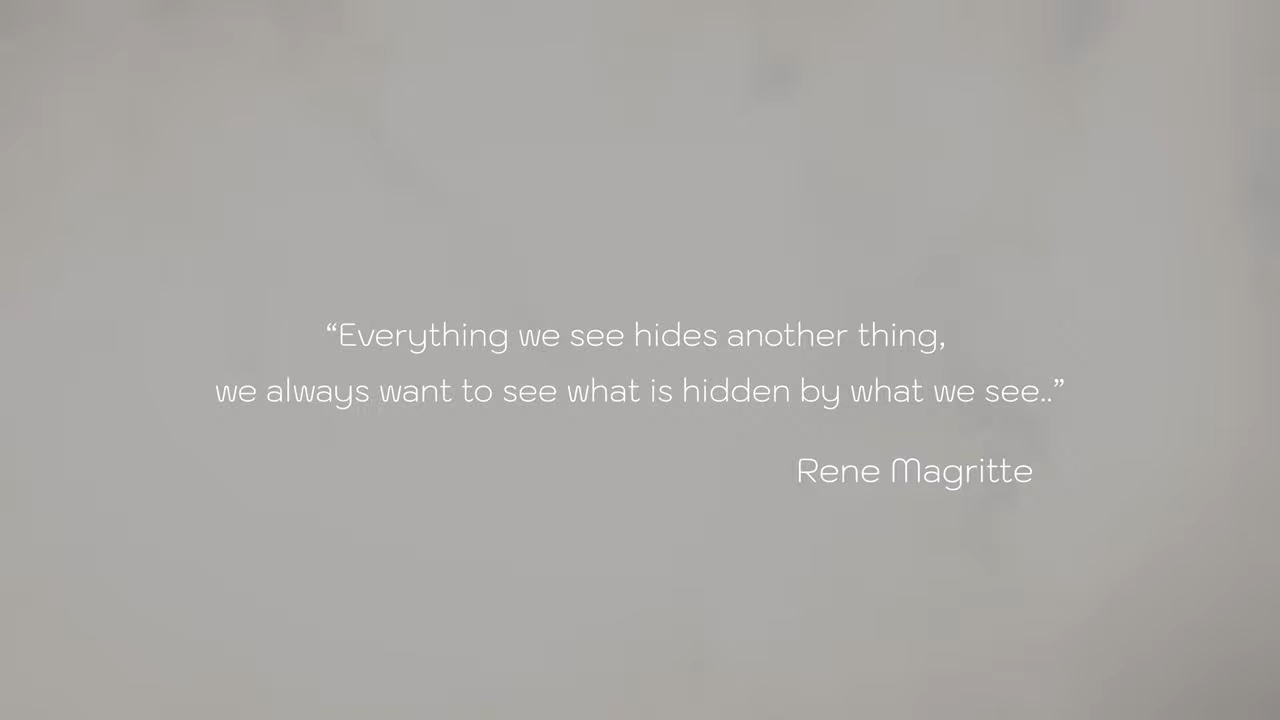 “Everything we see hides another thing,
we always want to see what is hidden by what we see..”
Rene Magritte